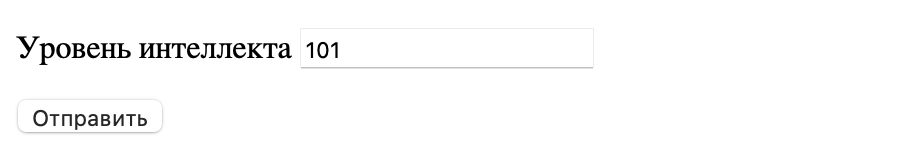 Уровень интеллекта 101
Отправить